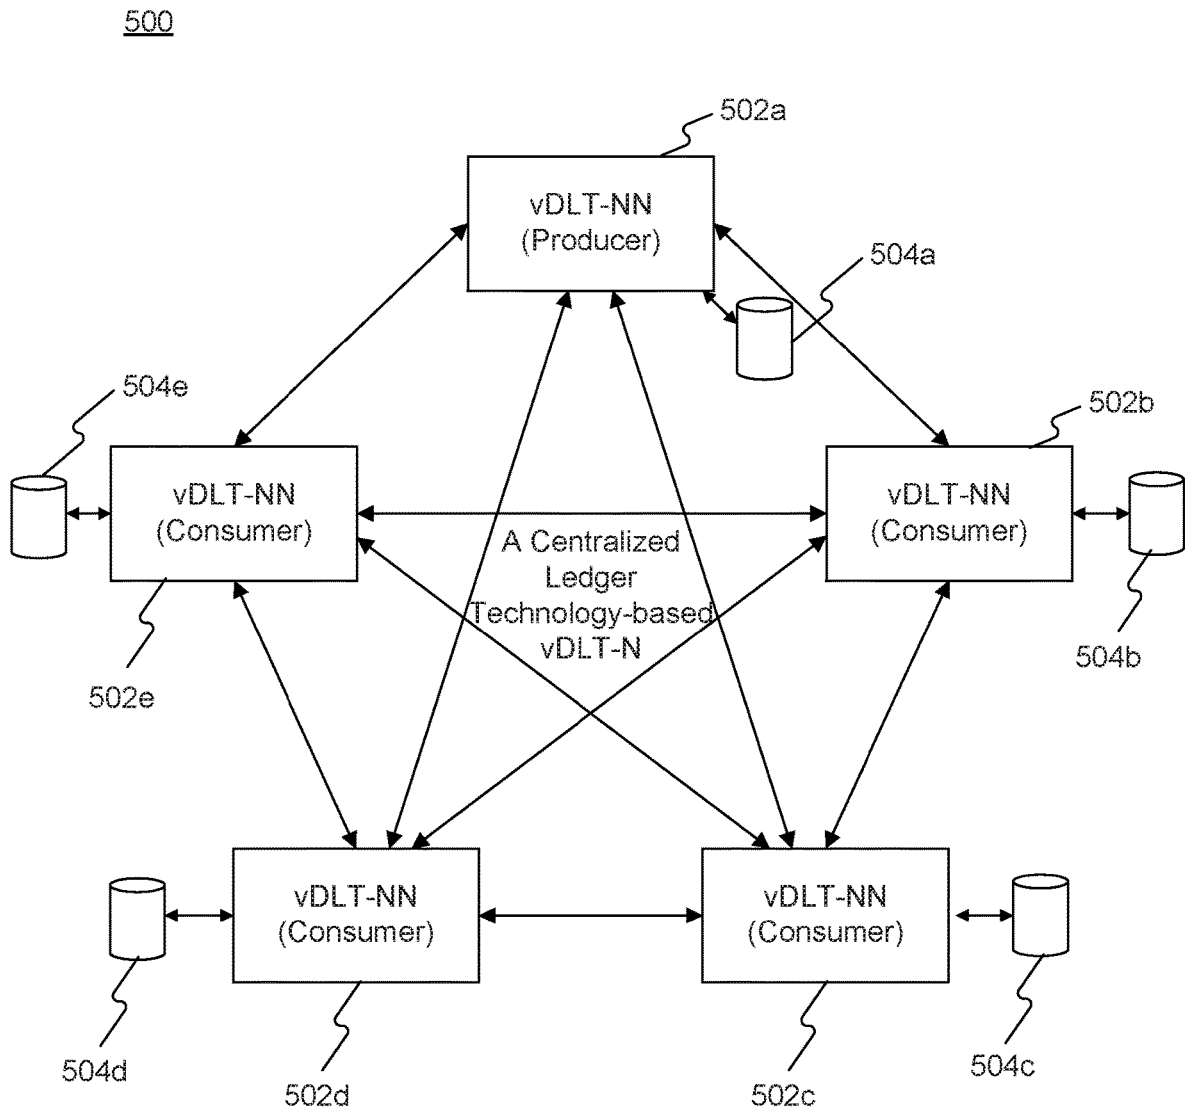 500
502a
vDLT-NN
(Producer)
504a
504e
502b
vDLT-NN
(Consumer)
vDLT-NN
(Consumer)
A Centralized
Ledger
Technology-based
vDLT-N
504b
502e
vDLT-NN
(Consumer)
vDLT-NN
(Consumer)
504d
502d
502c
504c